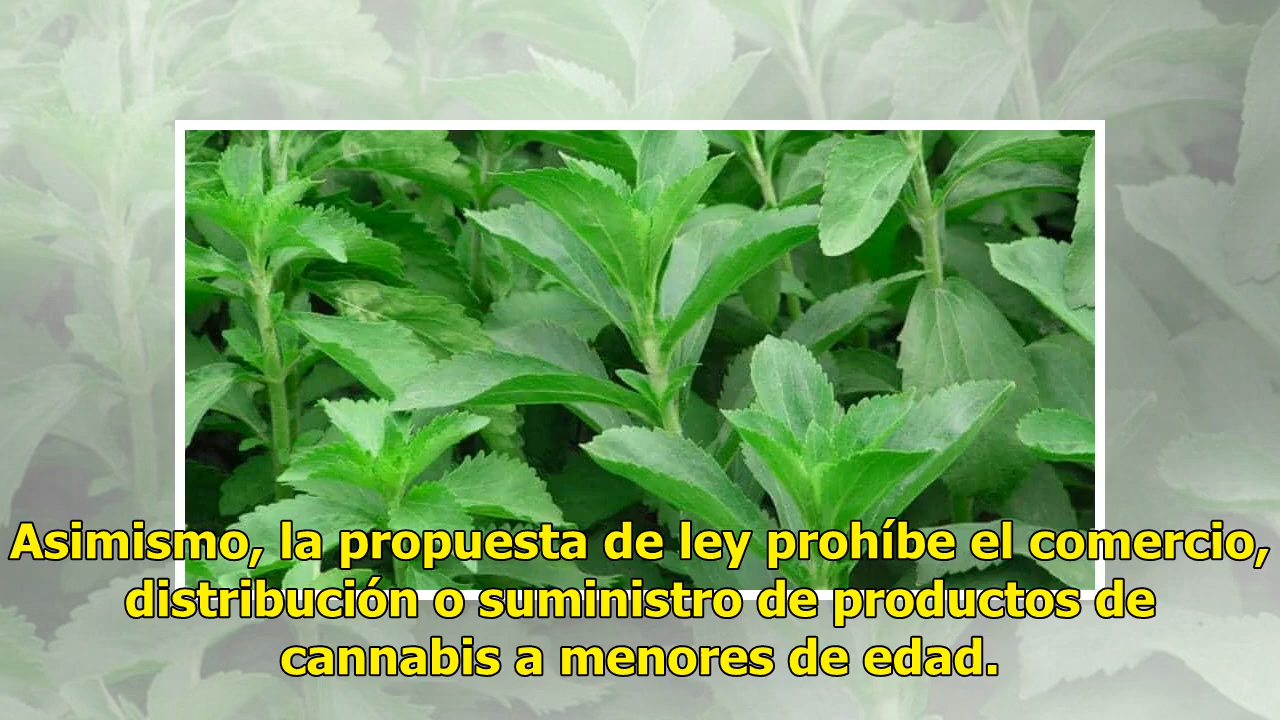 Asimismo, la propuesta de ley prohíbe el comercio,
distribución o suministro de productos de
cannabis a menores de edad.